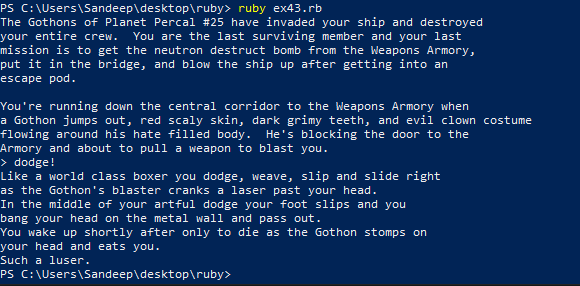 PS C:\Users\Sandeep\desktop\ruby> ruby ex43.rb
The Gothons of Planet Percal #25 have invaded your ship and destroyed
your entire crew.  You are the last surviving member and your last
mission is to get the neutron destruct bomb from the Weapons Armory,
put it in the bridge, and blow the ship up after getting into an
escape pod.

You're running down the central corridor to the Weapons Armory when
a Gothon jumps out, red scaly skin, dark grimy teeth, and evil clown costume
flowing around his hate filled body.  He's blocking the door to the
Armory and about to pull a weapon to blast you.
> dodge!
Like a world class boxer you dodge, weave, slip and slide right
as the Gothon's blaster cranks a laser past your head.
In the middle of your artful dodge your foot slips and you
bang your head on the metal wall and pass out.
You wake up shortly after only to die as the Gothon stomps on
your head and eats you.
Such a luser.
PS C:\Users\Sandeep\desktop\ruby>